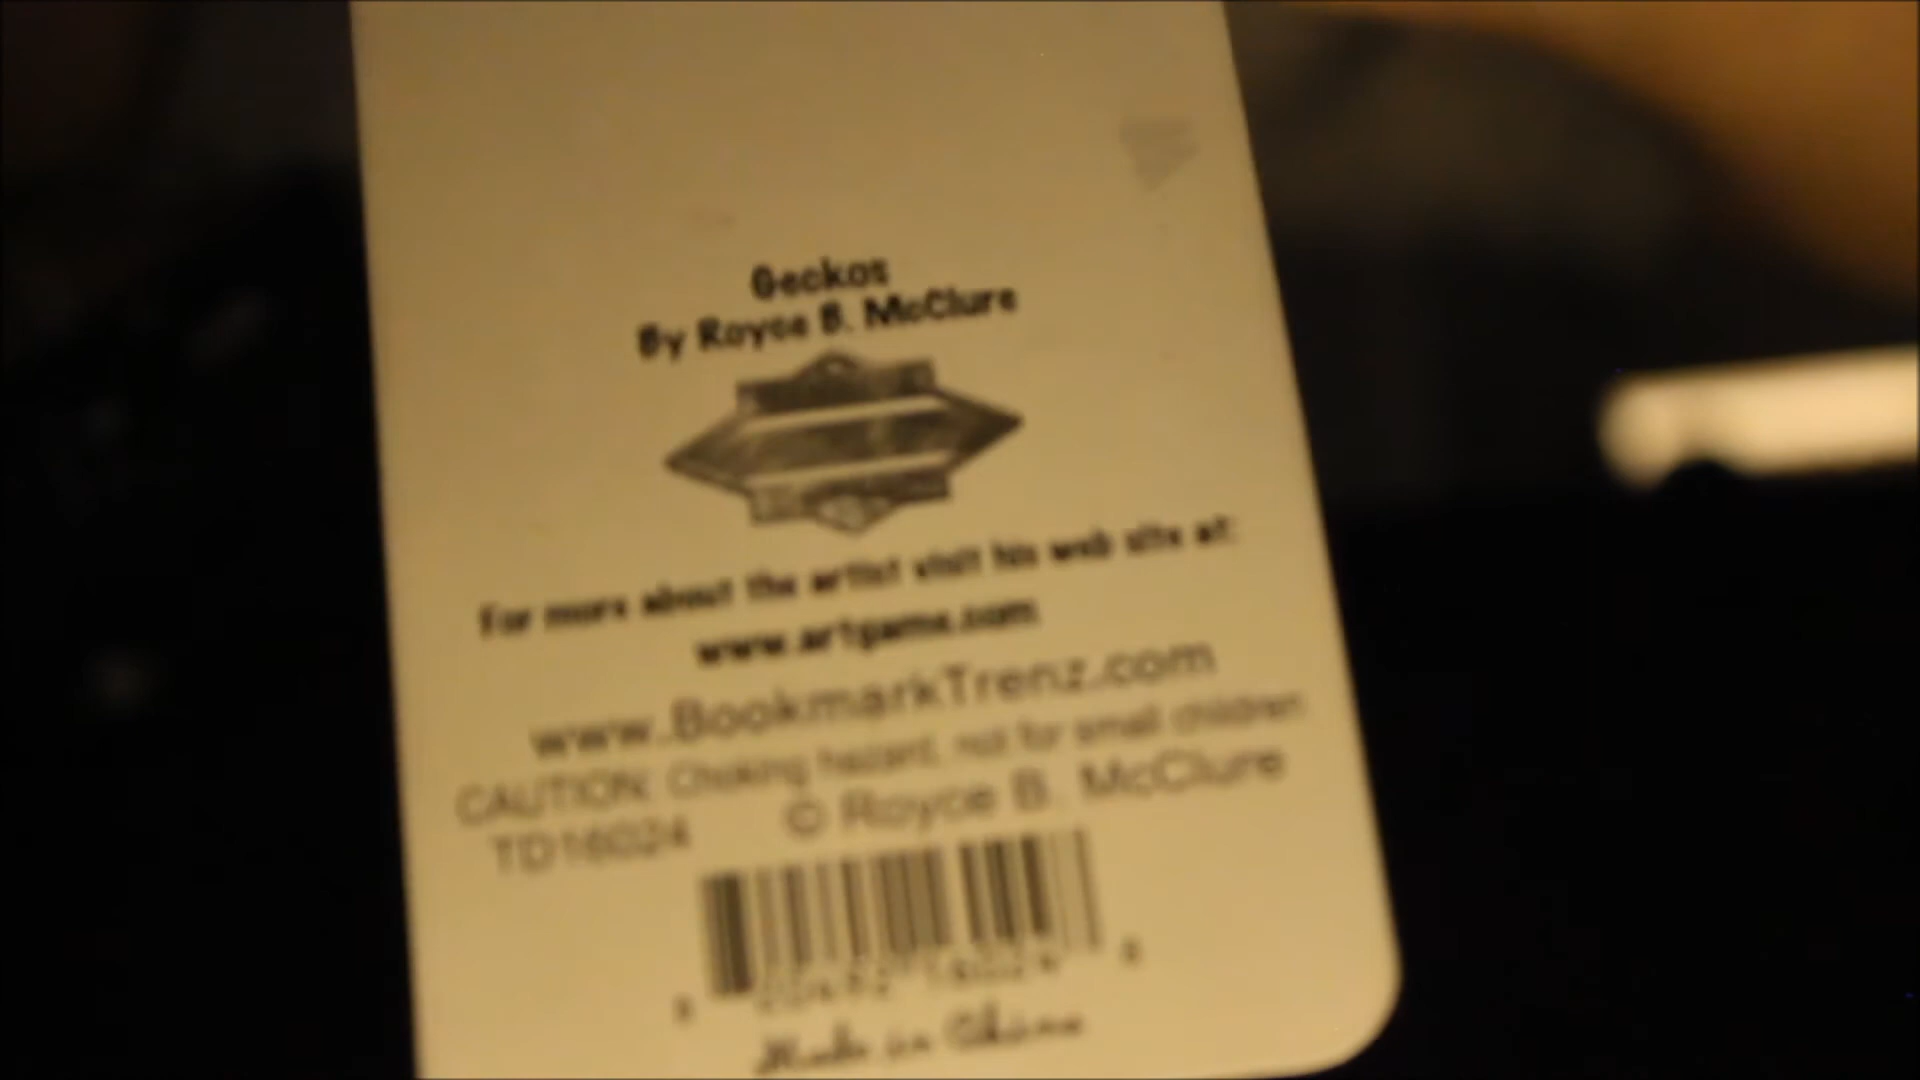 Geckos
By Royce B. McClure
For more about the artist visit his web site at:
www.artgame.com
www.BookmarkTrenz.com
CAUTION: Choking hazard, not for small children
TD16024 © Royce B. McClure
Made in China